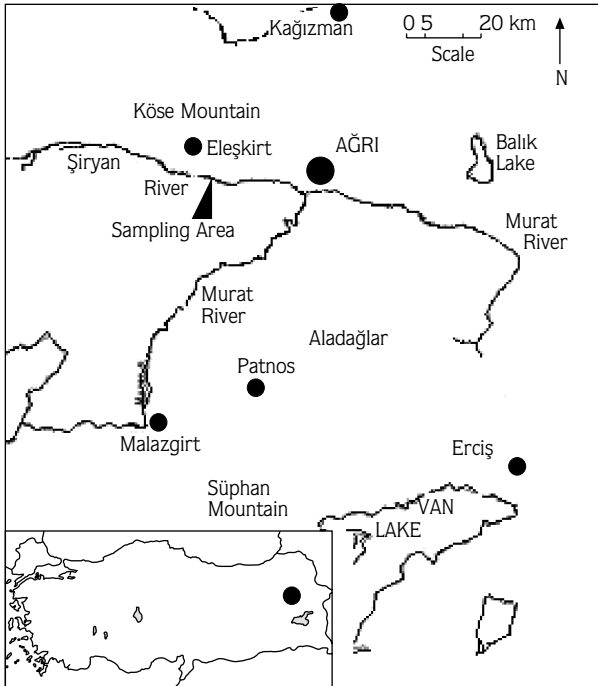 Kağızman
0 5 20 km
Scale
N
Köse Mountain
Eleşkirt
AĞRI
Balık
Lake
Şiryan
River
Sampling Area
Murat
River
Murat
River
Aladağlar
Patnos
Malazgirt
Erciş
Süphan
Mountain
VAN
LAKE